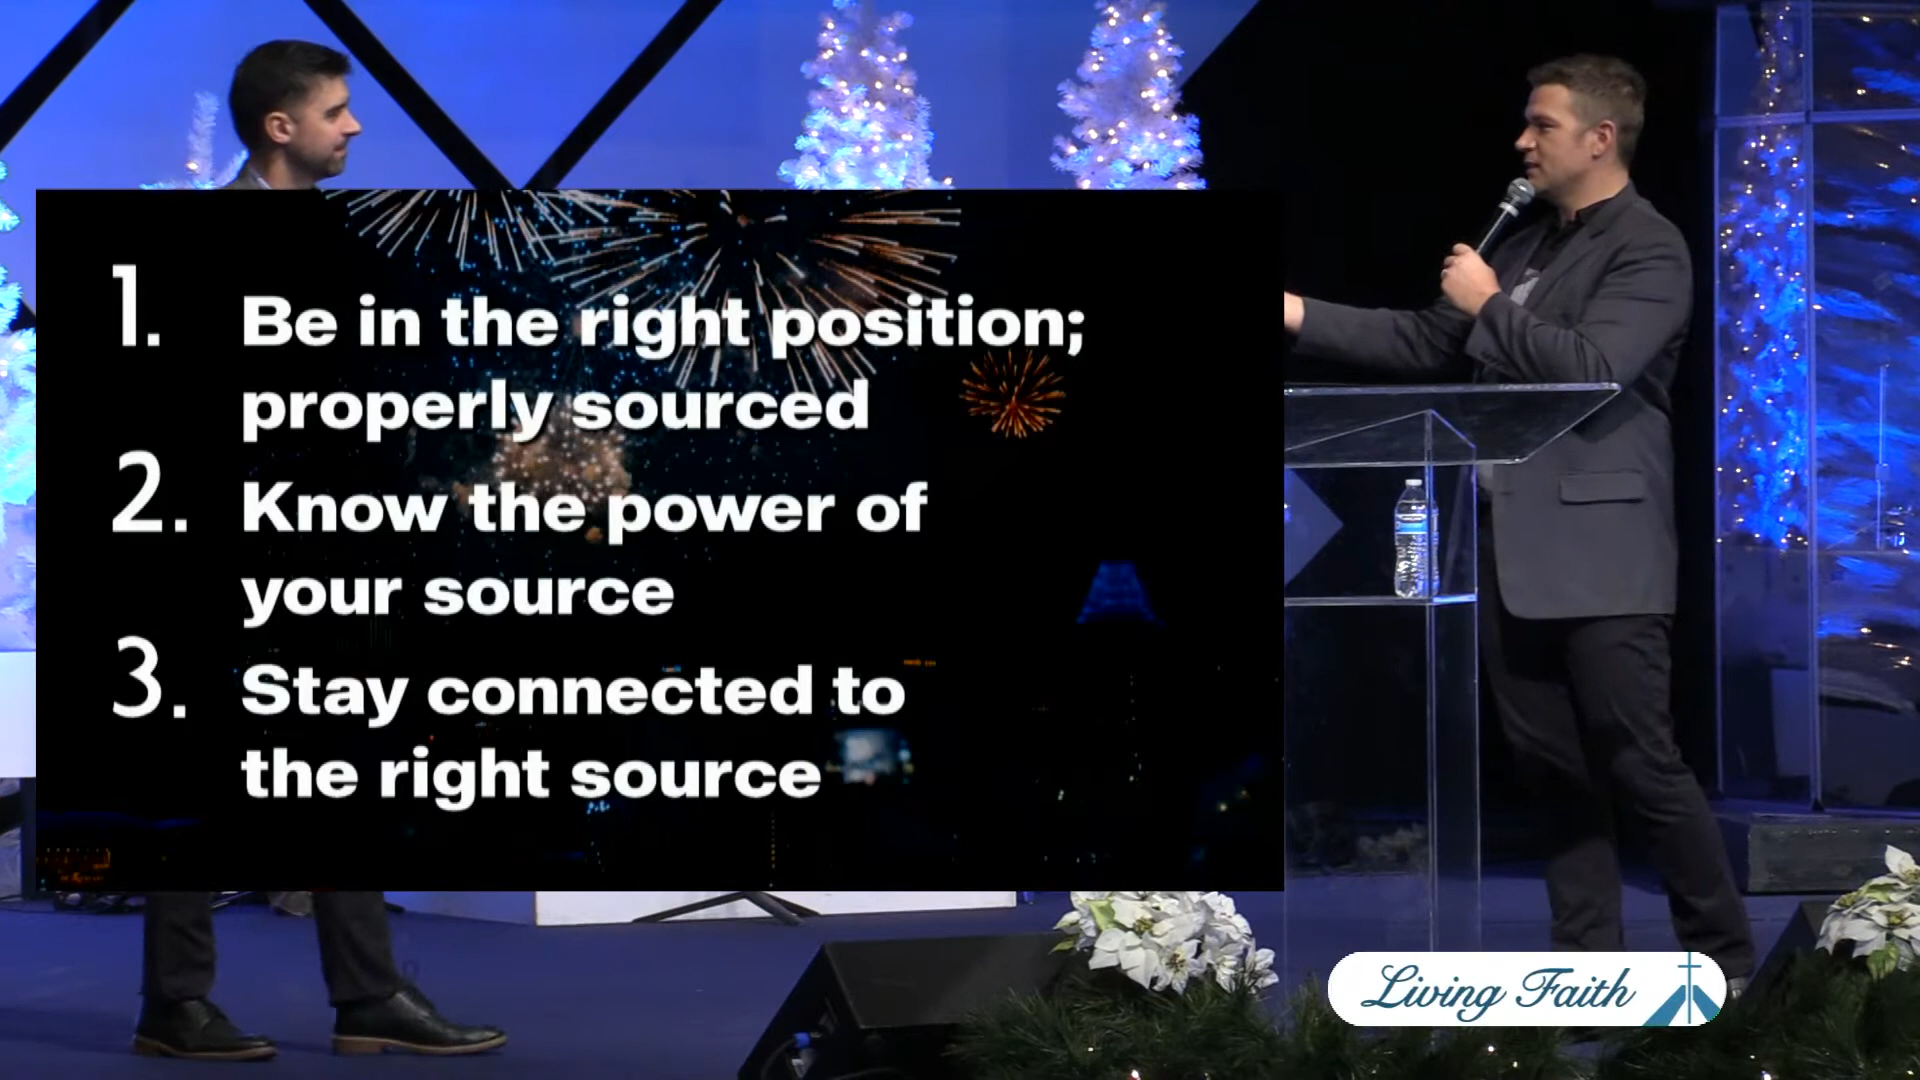 1. Be in the right position;
properly sourced
2. Know the power of
your source
3. Stay connected to
the right source
Living Faith